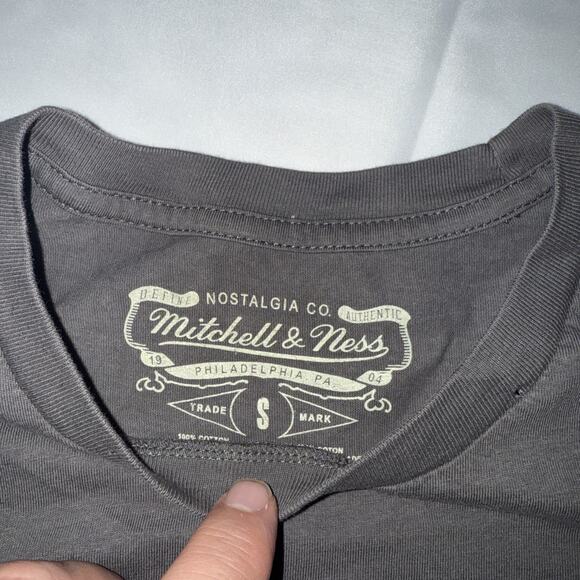 DEFINE NOSTALGIA CO. AUTHENTIC
Mitchell & Ness
19 PHILADELPHIA, PA. 04
TRADE S MARK
100% COTTON